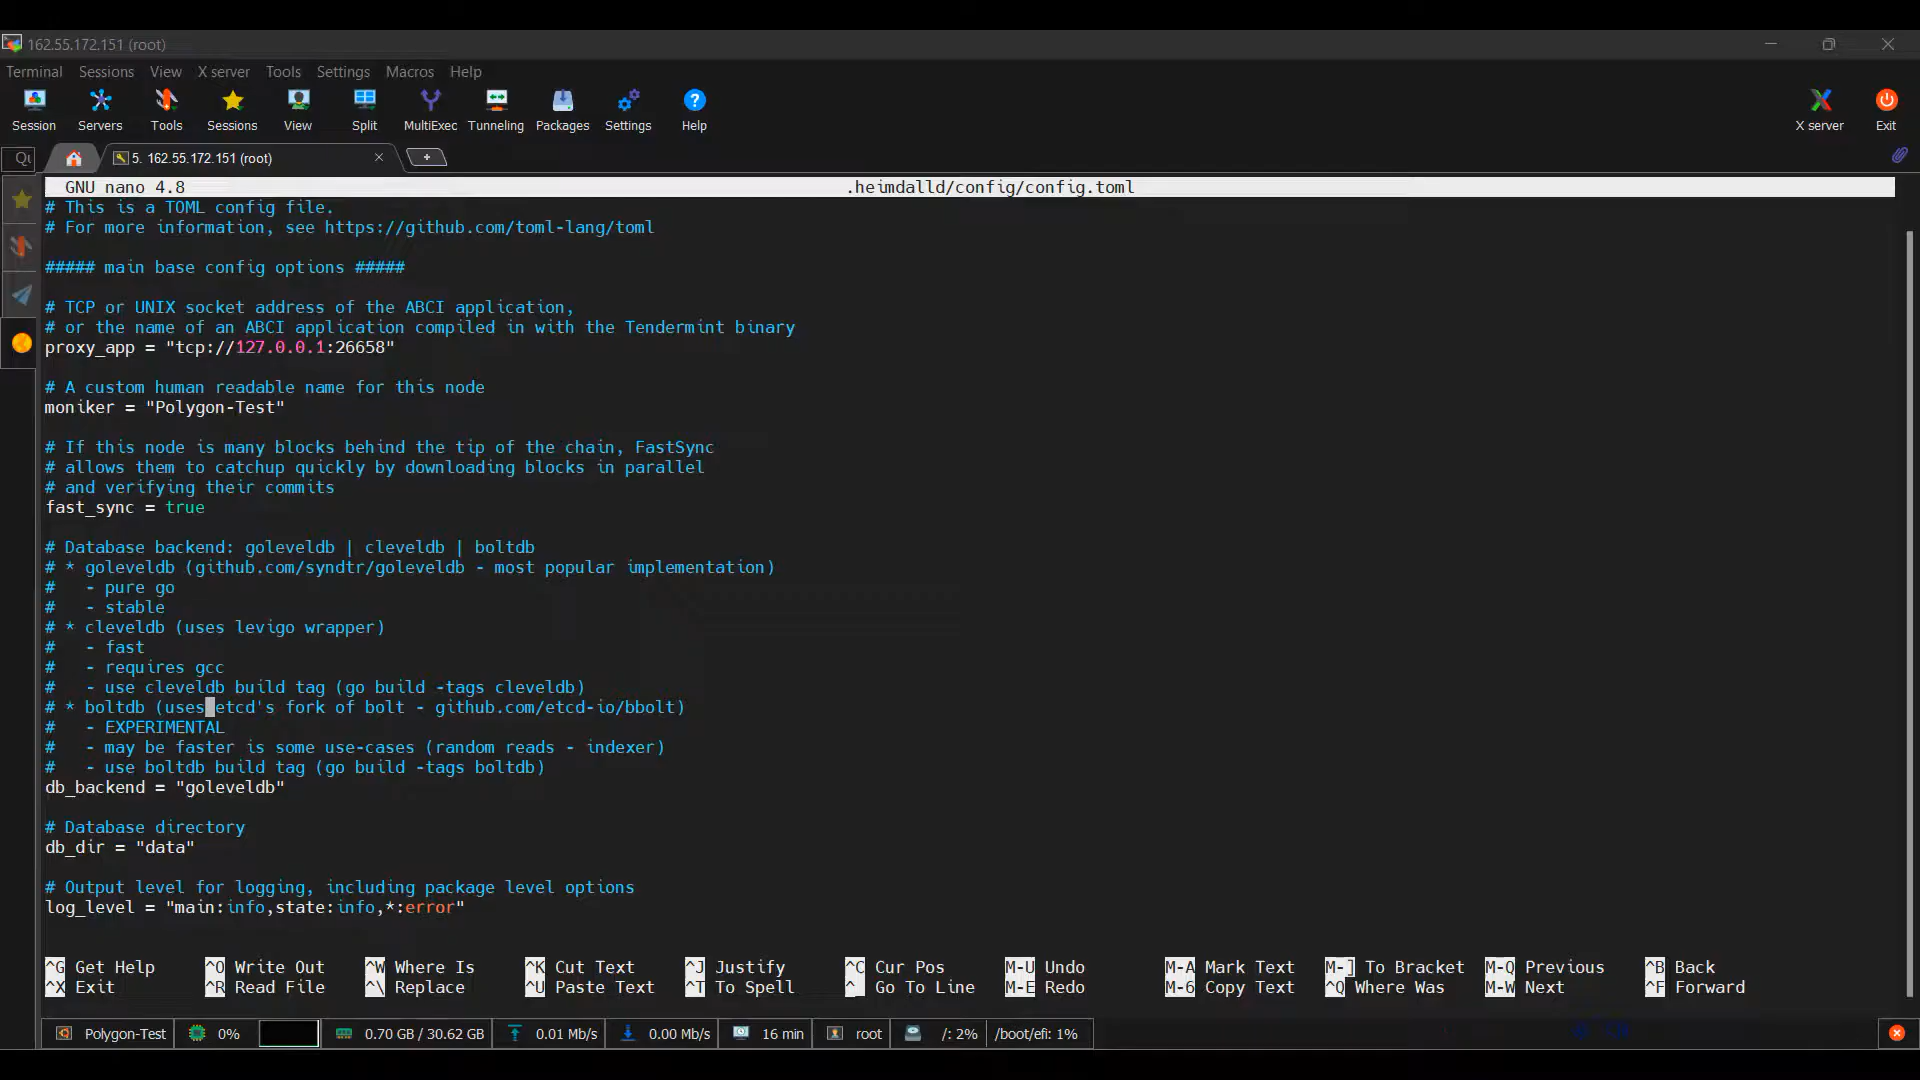 162.55.172.151 (root)
Terminal Sessions View X server Tools Settings Macros Help
Session Servers Tools Sessions View Split MultiExec Tunneling Packages Settings Help X server Exit
5. 162.55.172.151 (root)
GNU nano 4.8 .heimdalld/config/config.toml
# This is a TOML config file.
# For more information, see https://github.com/toml-lang/toml
##### main base config options #####
# TCP or UNIX socket address of the ABCI application,
# or the name of an ABCI application compiled in with the Tendermint binary
proxy_app = "tcp://127.0.0.1:26658"
# A custom human readable name for this node
moniker = "Polygon-Test"
# If this node is many blocks behind the tip of the chain, FastSync
# allows them to catchup quickly by downloading blocks in parallel
# and verifying their commits
fast_sync = true
# Database backend: goleveldb | cleveldb | boltdb
# * goleveldb (github.com/syndtr/goleveldb - most popular implementation)
#   - pure go
#   - stable
# * cleveldb (uses levigo wrapper)
#   - fast
#   - requires gcc
#   - use cleveldb build tag (go build -tags cleveldb)
# * boltdb (uses etcd's fork of bolt - github.com/etcd-io/bbolt)
#   - EXPERIMENTAL
#   - may be faster is some use-cases (random reads - indexer)
#   - use boltdb build tag (go build -tags boltdb)
db_backend = "goleveldb"
# Database directory
db_dir = "data"
# Output level for logging, including package level options
log_level = "main:info,state:info,*:error"
^G Get Help ^O Write Out ^W Where Is ^K Cut Text ^J Justify ^C Cur Pos M-U Undo M-A Mark Text M-] To Bracket M-Q Previous ^B Back
^X Exit ^R Read File ^\ Replace ^U Paste Text ^T To Spell ^_ Go To Line M-E Redo M-6 Copy Text ^Q Where Was M-W Next ^F Forward
Polygon-Test 0% 0.70 GB / 30.62 GB 0.01 Mb/s 0.00 Mb/s 16 min root /: 2% /boot/efi: 1%